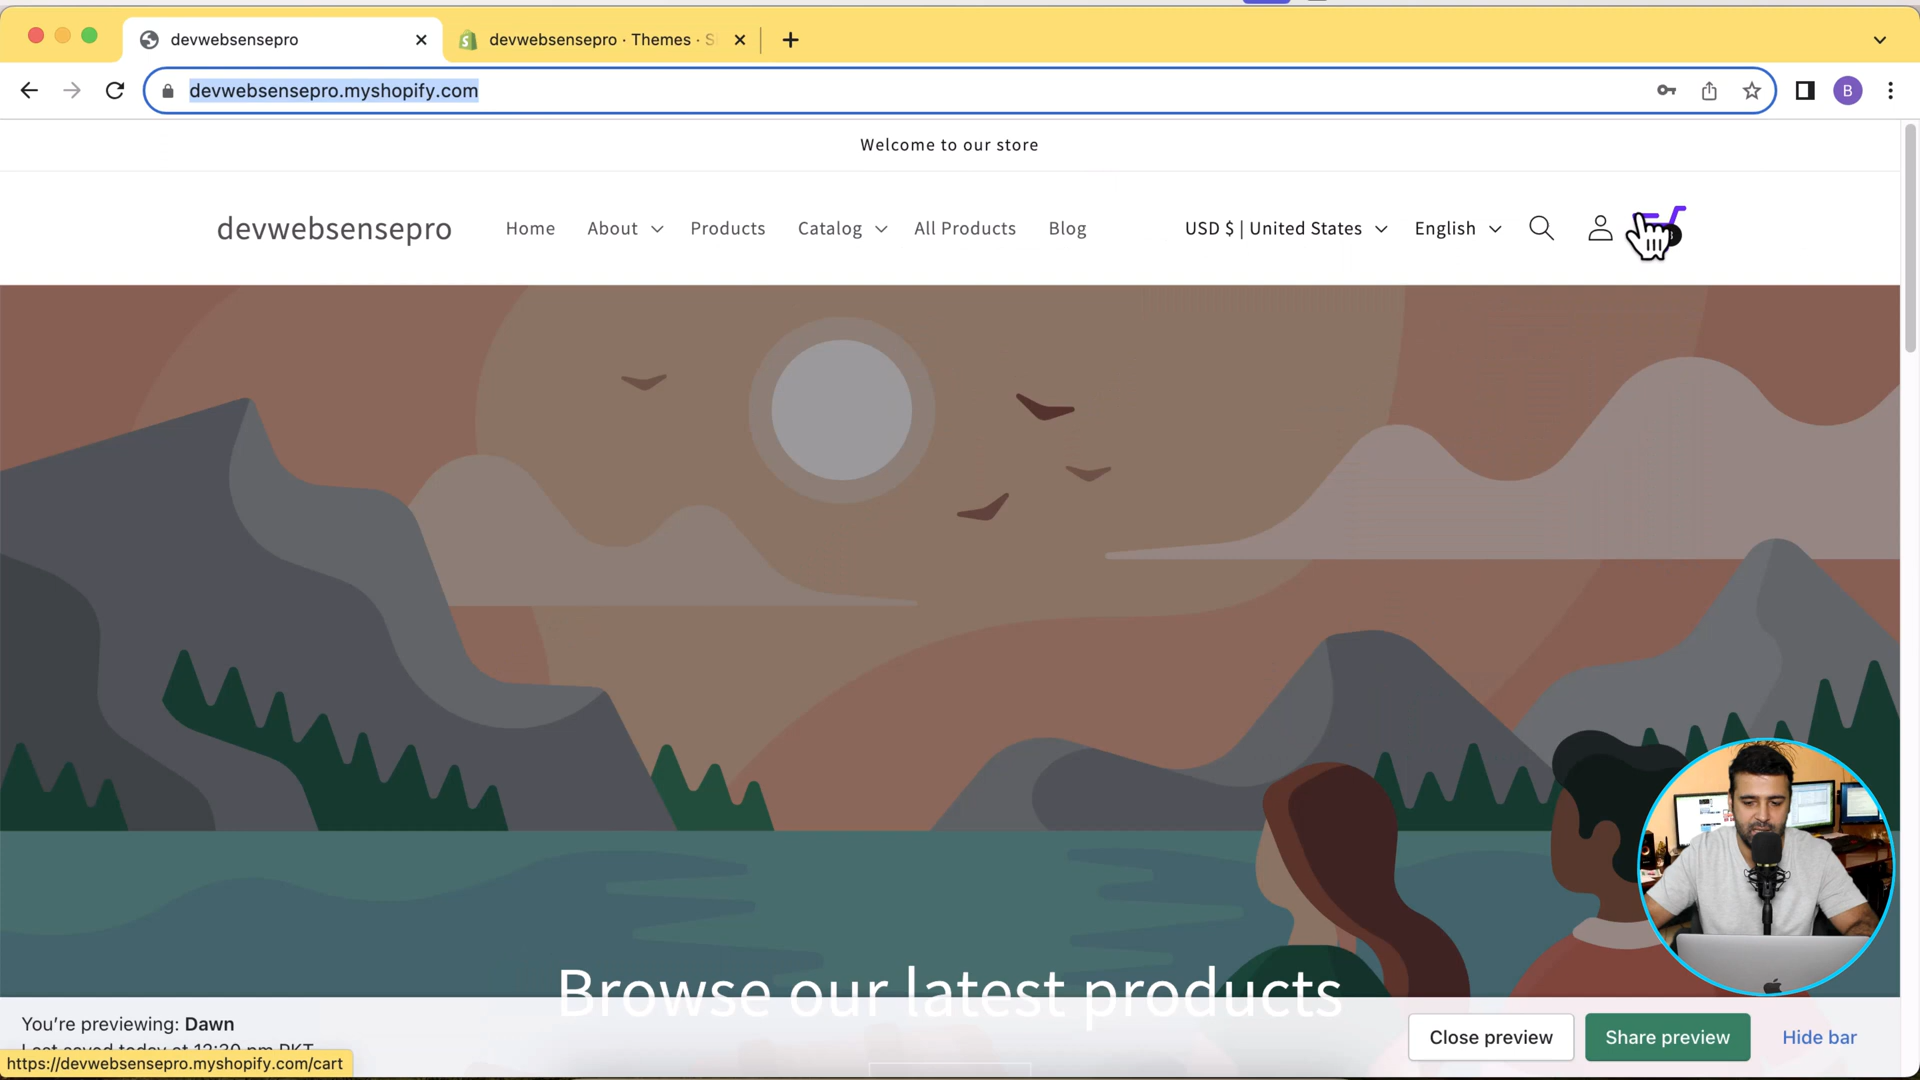 devwebsensepro
devwebsensepro · Themes · S
devwebsensepro.myshopify.com
B
Welcome to our store
devwebsensepro
Home
About
Products
Catalog
All Products
Blog
USD $ | United States
English
Browse our latest products
You're previewing: Dawn
Last saved today at 12:30 pm PKT
Close preview
Share preview
Hide bar
https://devwebsensepro.myshopify.com/cart